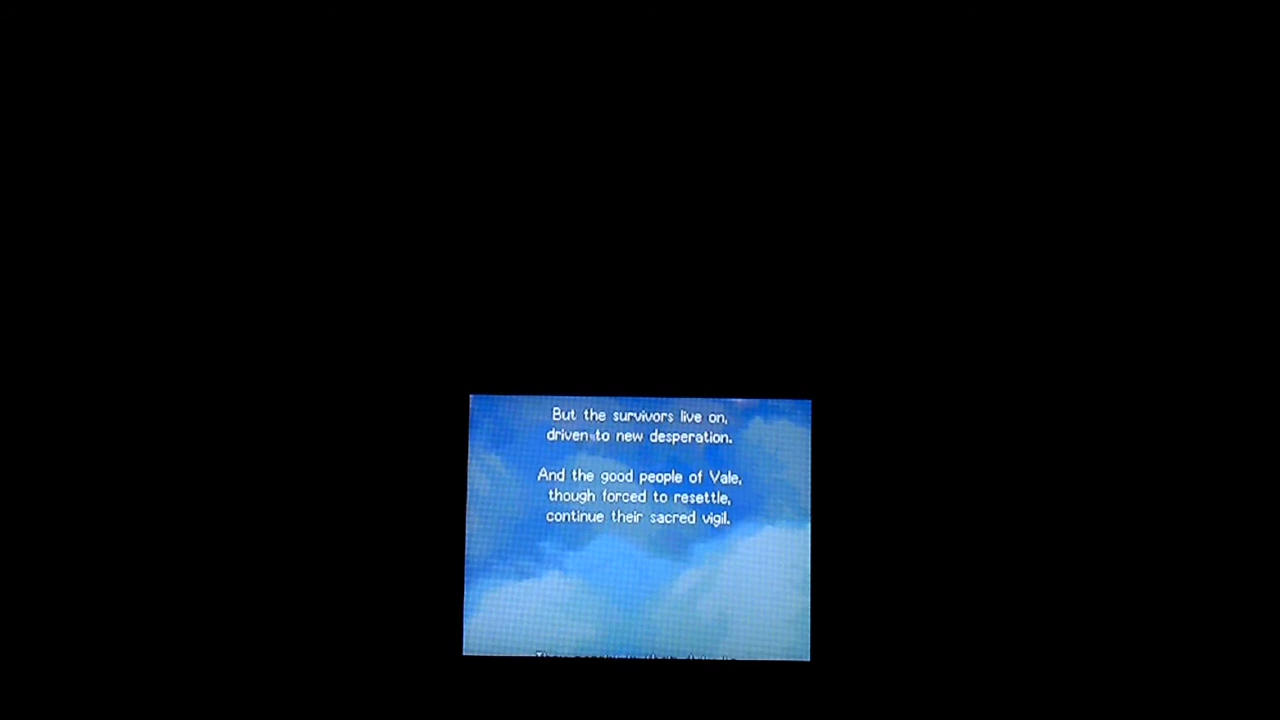 But the survivors live on,
driven to new desperation.
And the good people of Vale,
though forced to resettle,
continue their sacred vigil.